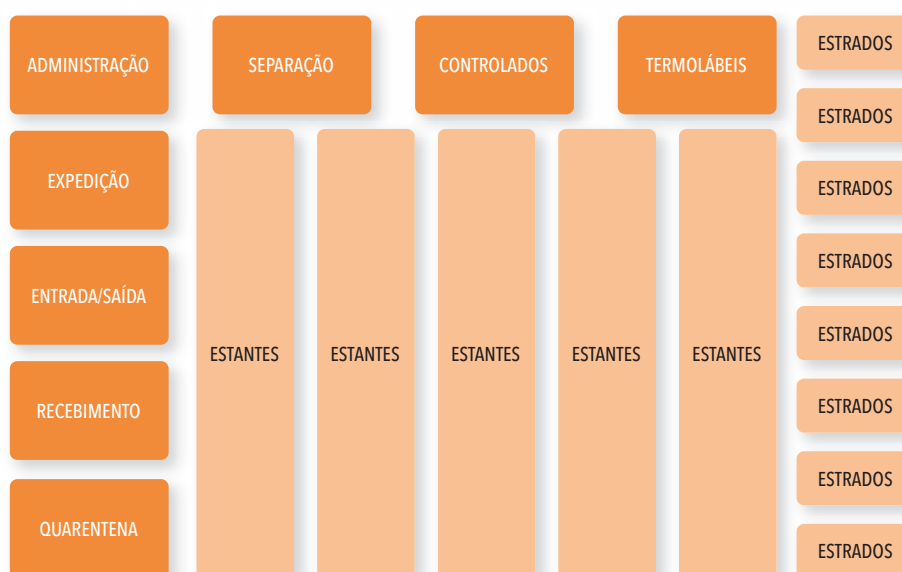 ADMINISTRAÇÃO
SEPARAÇÃO
CONTROLADOS
TERMOLÁBEIS
EXPEDIÇÃO
ENTRADA/SAÍDA
RECEBIMENTO
QUARENTENA
ESTANTES
ESTANTES
ESTANTES
ESTANTES
ESTANTES
ESTRADOS
ESTRADOS
ESTRADOS
ESTRADOS
ESTRADOS
ESTRADOS
ESTRADOS
ESTRADOS